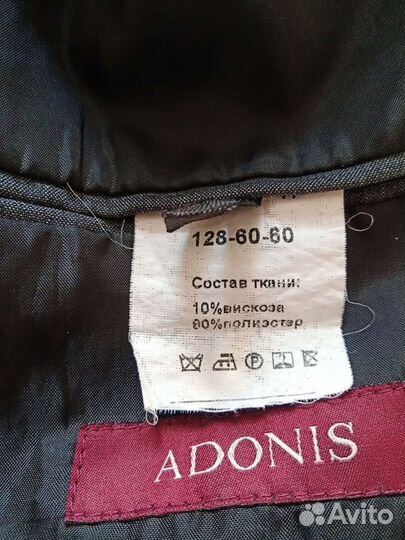 128-60-60
Состав ткани:
10%вискоза
90%полиэстер
ADONIS
Avito